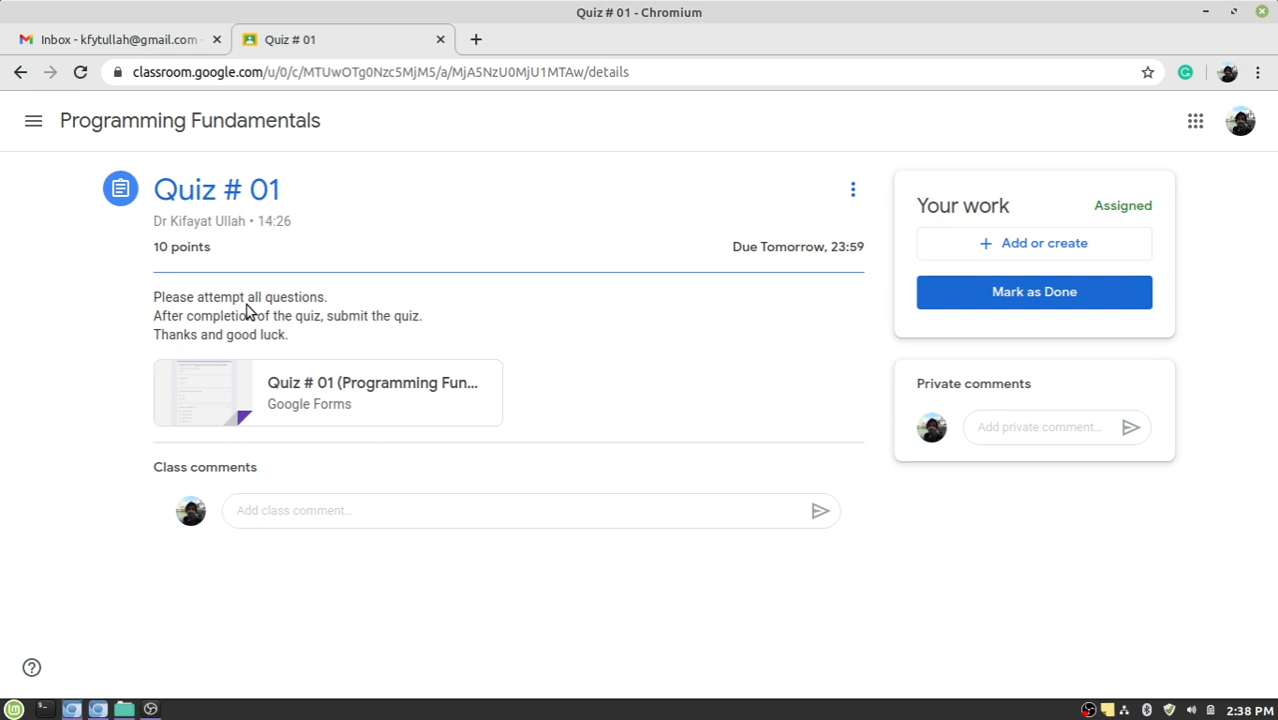 Quiz # 01 - Chromium
Inbox - kfytullah@gmail.com -
Quiz # 01
classroom.google.com/u/0/c/MTUwOTg0Nzc5MjM5/a/MjA5NzU0MjU1MTAw/details
Programming Fundamentals
Quiz # 01
Dr Kifayat Ullah • 14:26
10 points
Due Tomorrow, 23:59
Please attempt all questions.
After completion of the quiz, submit the quiz.
Thanks and good luck.
Quiz # 01 (Programming Fun...
Google Forms
Class comments
Add class comment...
Your work
Assigned
+ Add or create
Mark as Done
Private comments
Add private comment...
2:38 PM